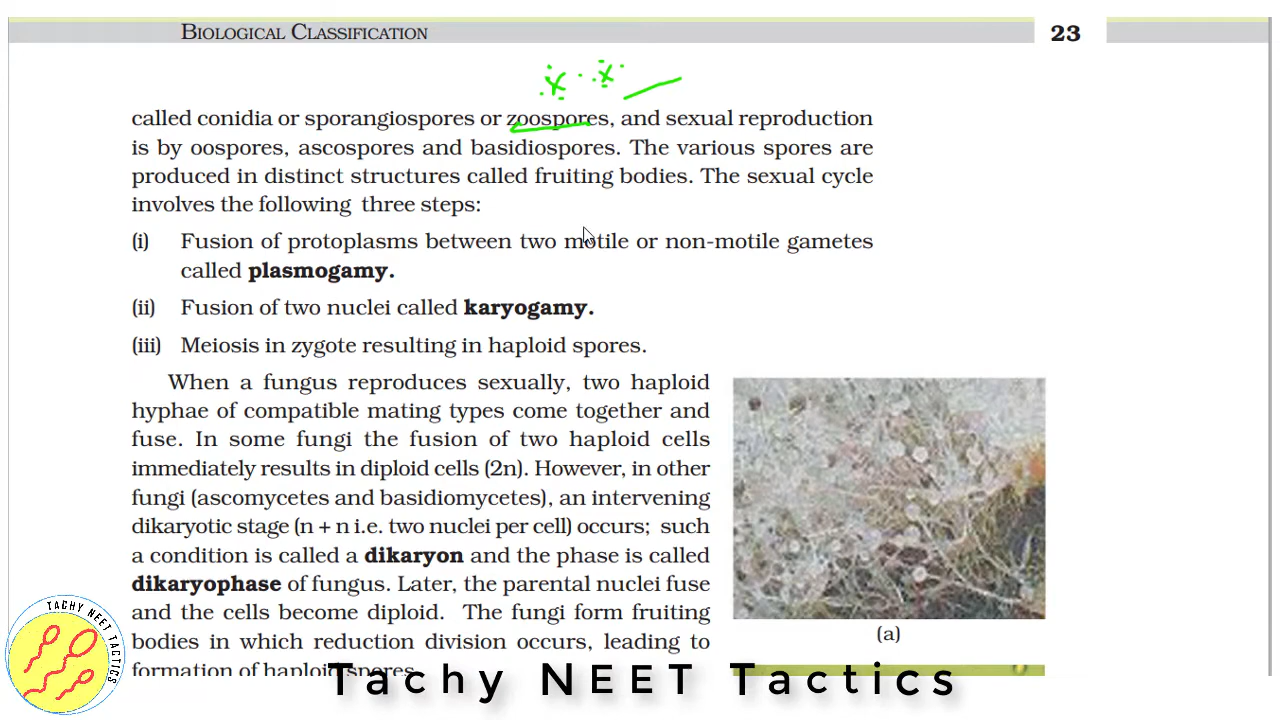 BIOLOGICAL CLASSIFICATION
23
called conidia or sporangiospores or zoospores, and sexual reproduction
is by oospores, ascospores and basidiospores. The various spores are
produced in distinct structures called fruiting bodies. The sexual cycle
involves the following three steps:
(i) Fusion of protoplasms between two motile or non-motile gametes
called plasmogamy.
(ii) Fusion of two nuclei called karyogamy.
(iii) Meiosis in zygote resulting in haploid spores.
When a fungus reproduces sexually, two haploid
hyphae of compatible mating types come together and
fuse. In some fungi the fusion of two haploid cells
immediately results in diploid cells (2n). However, in other
fungi (ascomycetes and basidiomycetes), an intervening
dikaryotic stage (n + n i.e. two nuclei per cell) occurs; such
a condition is called a dikaryon and the phase is called
dikaryophase of fungus. Later, the parental nuclei fuse
and the cells become diploid. The fungi form fruiting
bodies in which reduction division occurs, leading to
formation of haploid spores.
(a)
TACHY NEET TACTICS
Tachy NEET Tactics